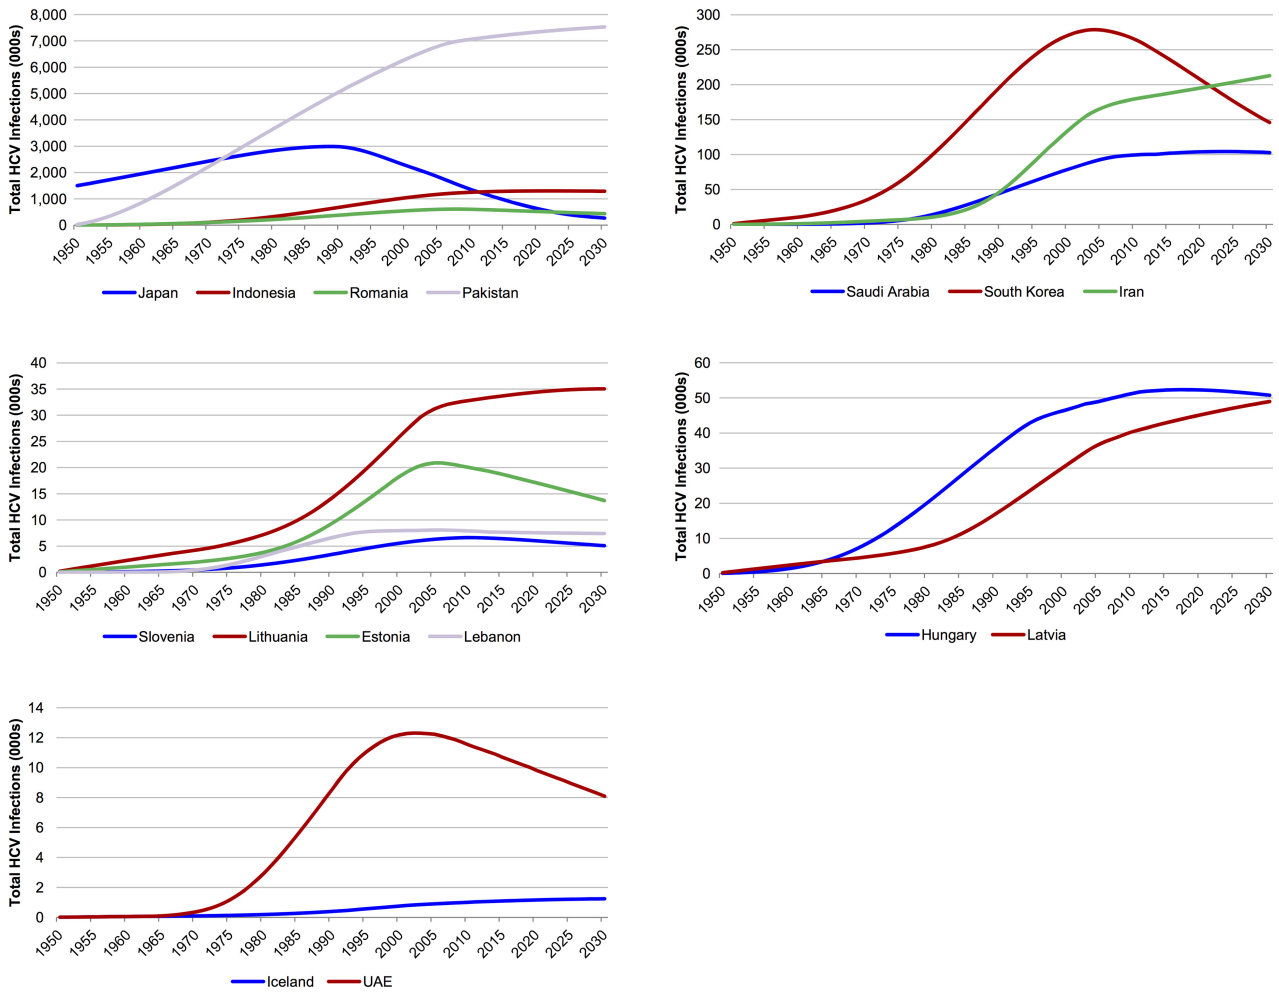 Total HCV Infections (000s)
8,000
7,000
6,000
5,000
4,000
3,000
2,000
1,000
0
1950 1955 1960 1965 1970 1975 1980 1985 1990 1995 2000 2005 2010 2015 2020 2025 2030
Japan Indonesia Romania Pakistan
Total HCV Infections (000s)
300
250
200
150
100
50
0
1950 1955 1960 1965 1970 1975 1980 1985 1990 1995 2000 2005 2010 2015 2020 2025 2030
Saudi Arabia South Korea Iran
Total HCV Infections (000s)
40
35
30
25
20
15
10
5
0
1950 1955 1960 1965 1970 1975 1980 1985 1990 1995 2000 2005 2010 2015 2020 2025 2030
Slovenia Lithuania Estonia Lebanon
Total HCV Infections (000s)
60
50
40
30
20
10
0
1950 1955 1960 1965 1970 1975 1980 1985 1990 1995 2000 2005 2010 2015 2020 2025 2030
Hungary Latvia
Total HCV Infections (000s)
14
12
10
8
6
4
2
0
1950 1955 1960 1965 1970 1975 1980 1985 1990 1995 2000 2005 2010 2015 2020 2025 2030
Iceland UAE